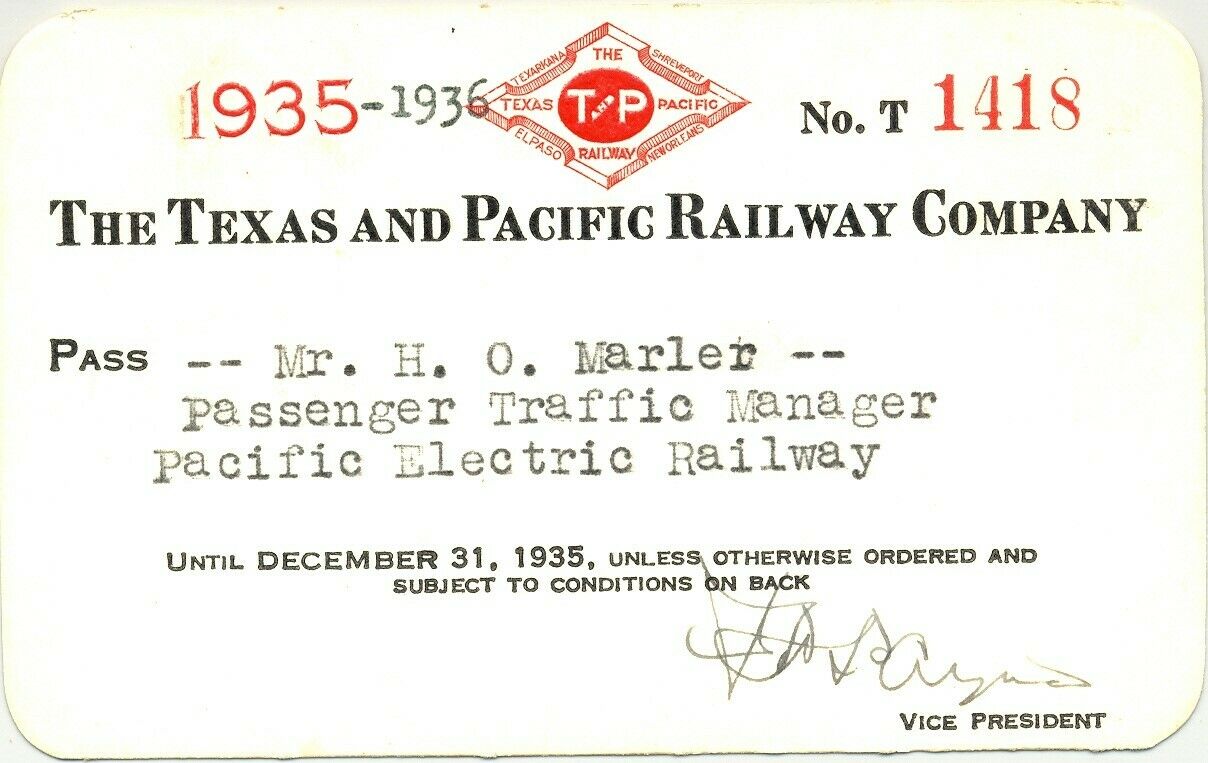 1935-1936
TEXARKANA
SHREVEPORT
THE
TEXAS T AND P PACIFIC
RAILWAY
EL PASO
NEW ORLEANS
No. T 1418
THE TEXAS AND PACIFIC RAILWAY COMPANY
PASS -- Mr. H. O. Marler --
Passenger Traffic Manager
Pacific Electric Railway
UNTIL DECEMBER 31, 1935, UNLESS OTHERWISE ORDERED AND
SUBJECT TO CONDITIONS ON BACK
VICE PRESIDENT